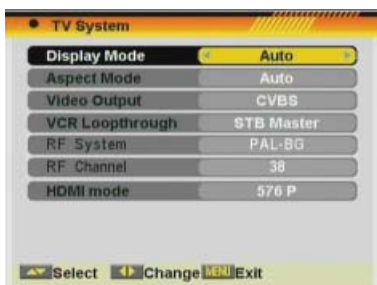 TV System
Display Mode Auto
Aspect Mode Auto
Video Output CVBS
VCR Loopthrough STB Master
RF System PAL-BG
RF Channel 38
HDMI mode 576 P
Select Change MENU Exit